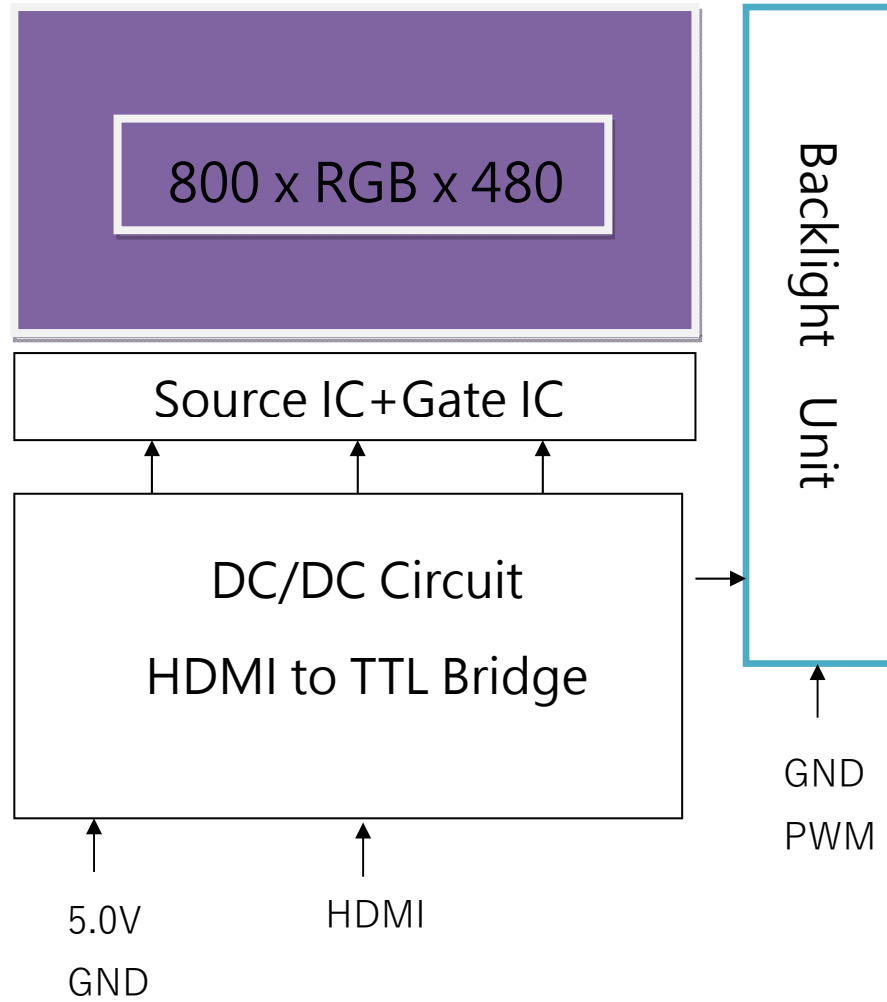 800 x RGB x 480
Source IC+Gate IC
DC/DC Circuit
HDMI to TTL Bridge
Backlight Unit
5.0V
GND
HDMI
GND
PWM